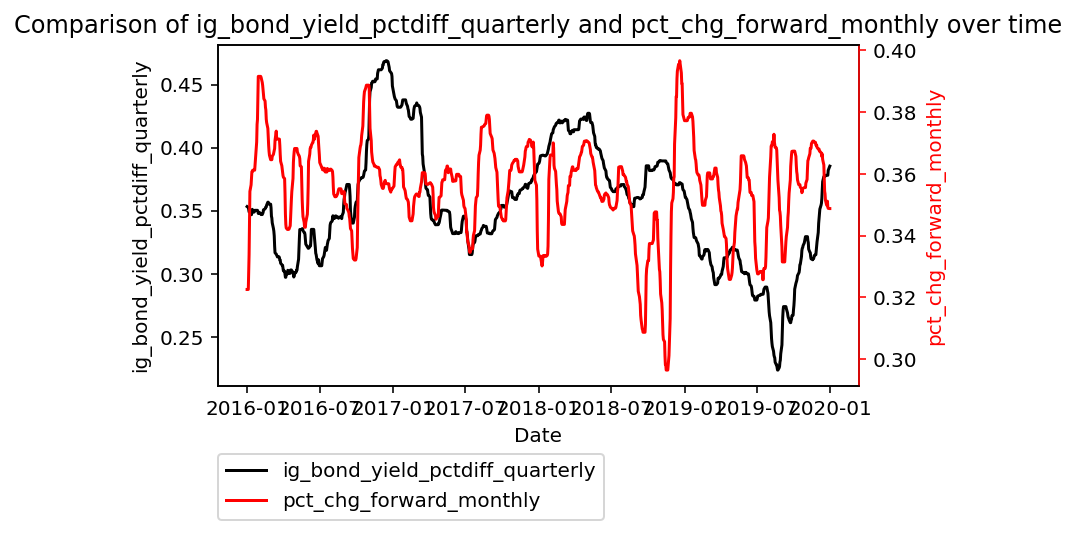 Comparison of ig_bond_yield_pctdiff_quarterly and pct_chg_forward_monthly over time
ig_bond_yield_pctdiff_quarterly
0.45
0.40
0.35
0.30
0.25
0.40
0.38
0.36
0.34
0.32
0.30
pct_chg_forward_monthly
2016-01 2016-07 2017-01 2017-07 2018-01 2018-07 2019-01 2019-07 2020-01
Date
ig_bond_yield_pctdiff_quarterly
pct_chg_forward_monthly